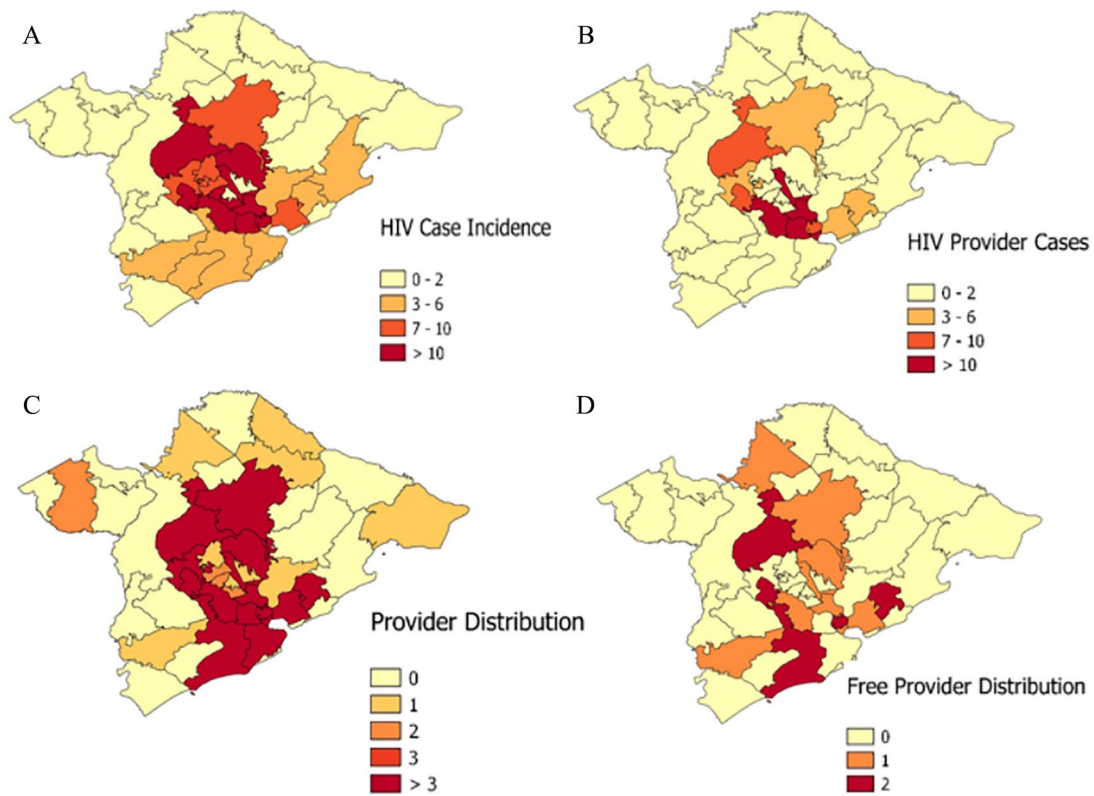 A
B
HIV Case Incidence
0 - 2
3 - 6
7 - 10
> 10
HIV Provider Cases
0 - 2
3 - 6
7 - 10
> 10
C
D
Provider Distribution
0
1
2
3
> 3
Free Provider Distribution
0
1
2